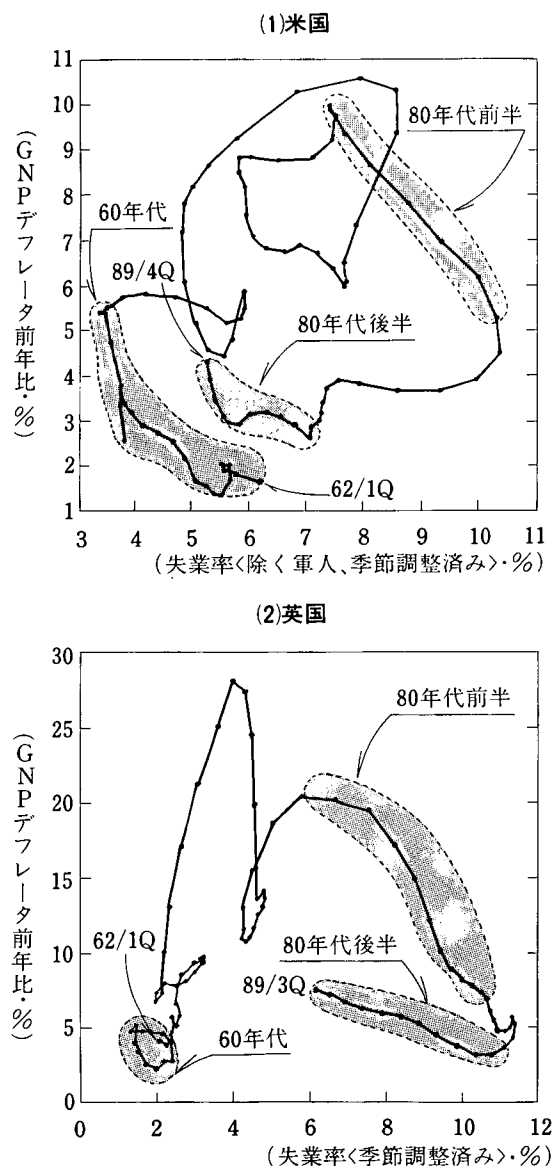 (1)米国
(GNPデフレータ前年比・%)
11
10
9
8
7
6
5
4
3
2
1
80年代前半
60年代
89/4Q
80年代後半
62/1Q
3 4 5 6 7 8 9 10 11
(失業率<除く軍人、季節調整済み>・%)
(2)英国
(GNPデフレータ前年比・%)
30
25
20
15
10
5
0
80年代前半
62/1Q
80年代後半
89/3Q
60年代
0 2 4 6 8 10 12
(失業率<季節調整済み>・%)